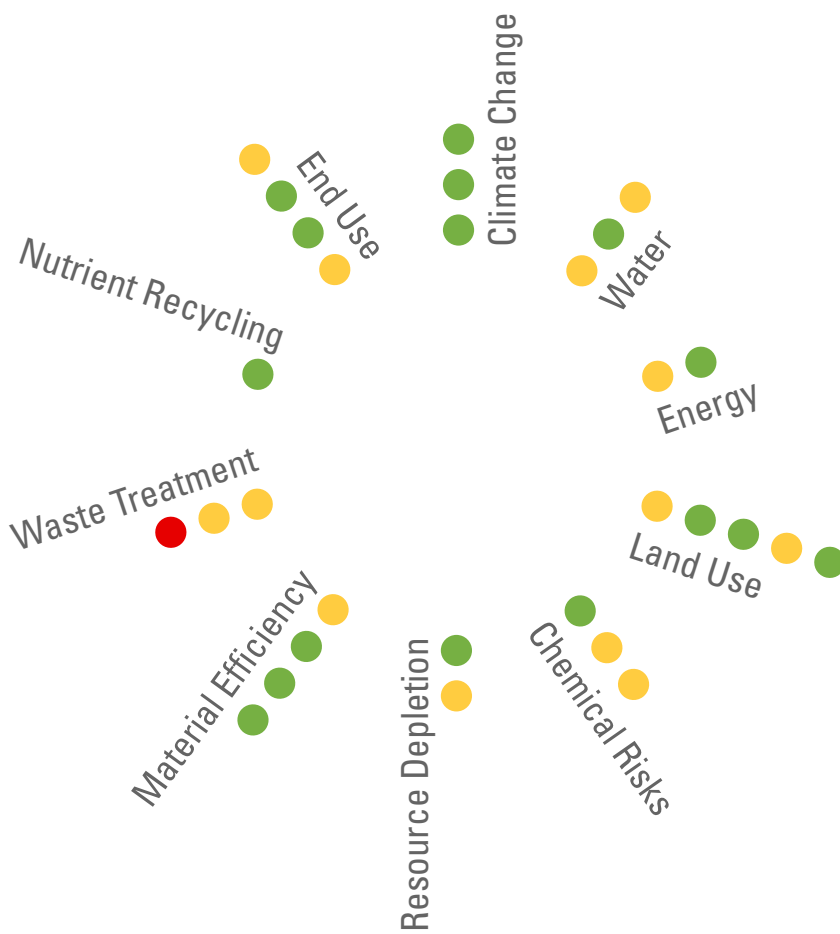 Climate Change
Water
Energy
Land Use
Chemical Risks
Resource Depletion
Material Efficiency
Waste Treatment
Nutrient Recycling
End Use